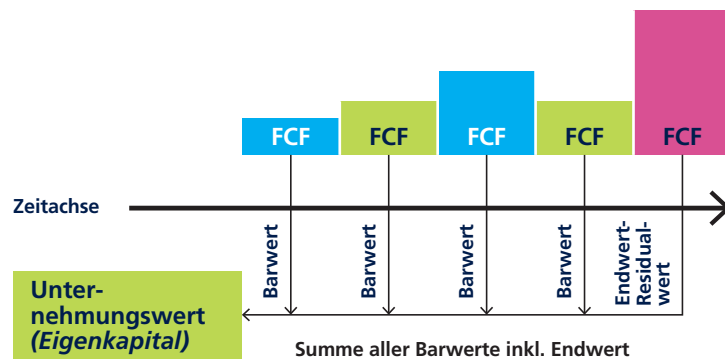 FCF
FCF
FCF
FCF
FCF
Zeitachse
Barwert
Barwert
Barwert
Barwert
Endwert-
Residual-
wert
Unter-
nehmungswert
(Eigenkapital)
Summe aller Barwerte inkl. Endwert